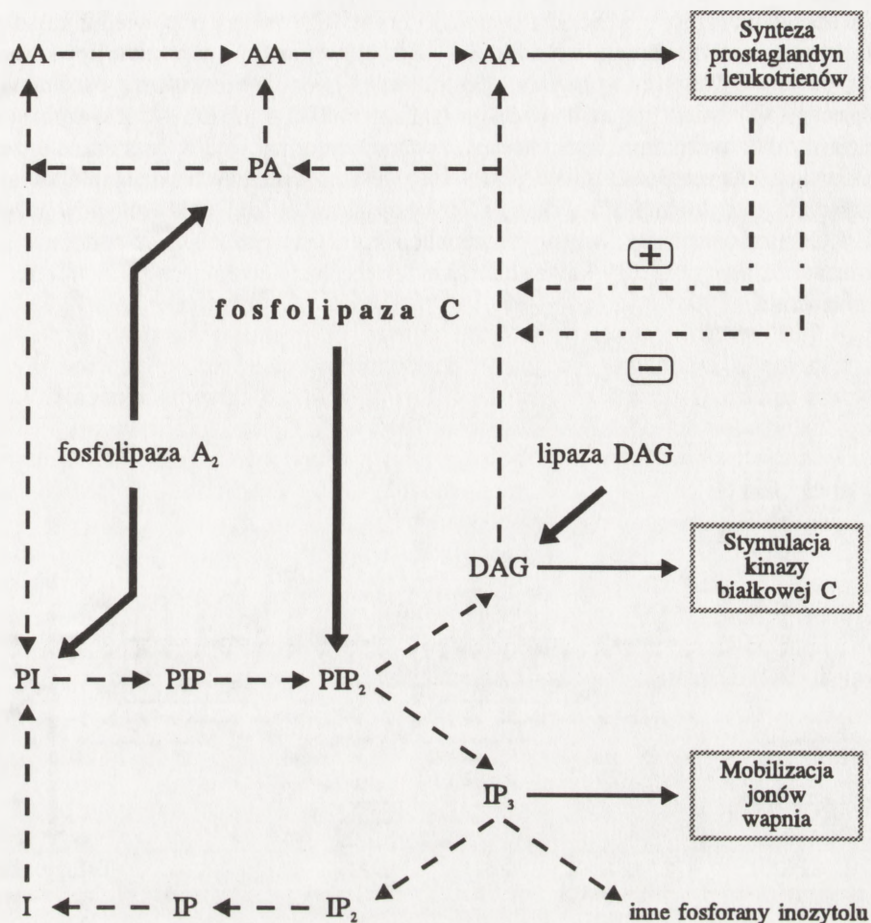 AA AA AA Synteza
prostaglandyn
i leukotrienów
PA
+
fosfolipaza C
−
fosfolipaza A₂ lipaza DAG
DAG Stymulacja
kinazy
białkowej C
PI PIP PIP₂
IP₃ Mobilizacja
jonów
wapnia
I IP IP₂ inne fosforany inozytolu